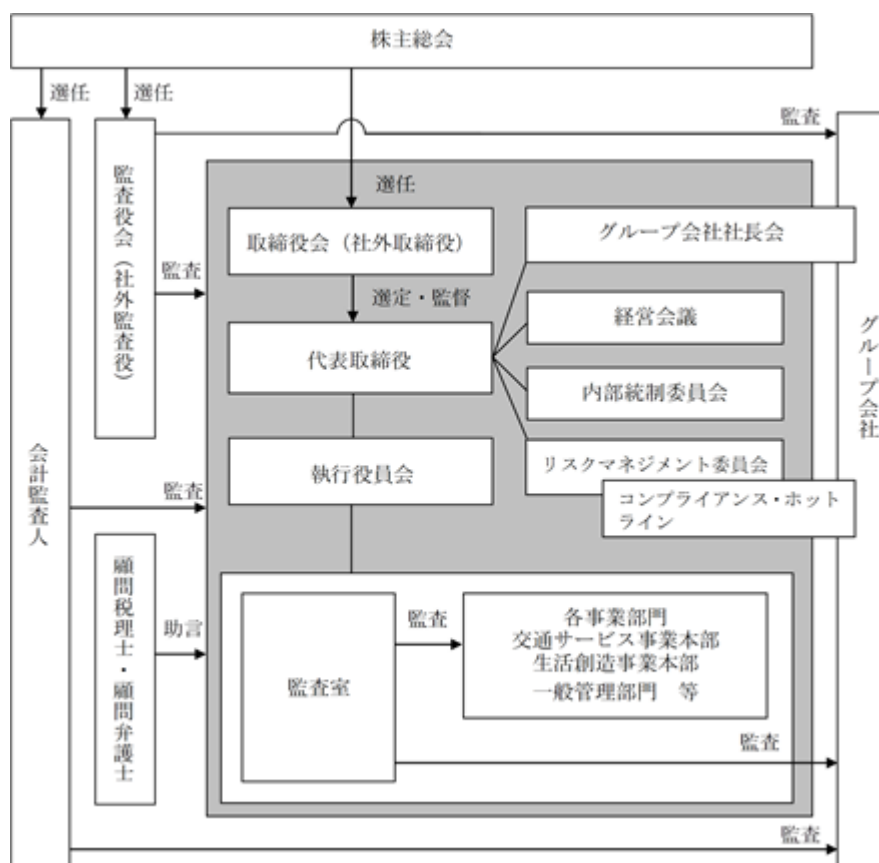 株主総会
選任
選任
監査
選任
監査役会（社外監査役）
取締役会（社外取締役）
グループ会社社長会
監査
選定・監督
経営会議
代表取締役
グループ会社
内部統制委員会
会計監査人
執行役員会
リスクマネジメント委員会
監査
コンプライアンス・ホット
ライン
顧問税理士・顧問弁護士
助言
監査室
監査
各事業部門
交通サービス事業本部
生活創造事業本部
一般管理部門　等
監査
監査